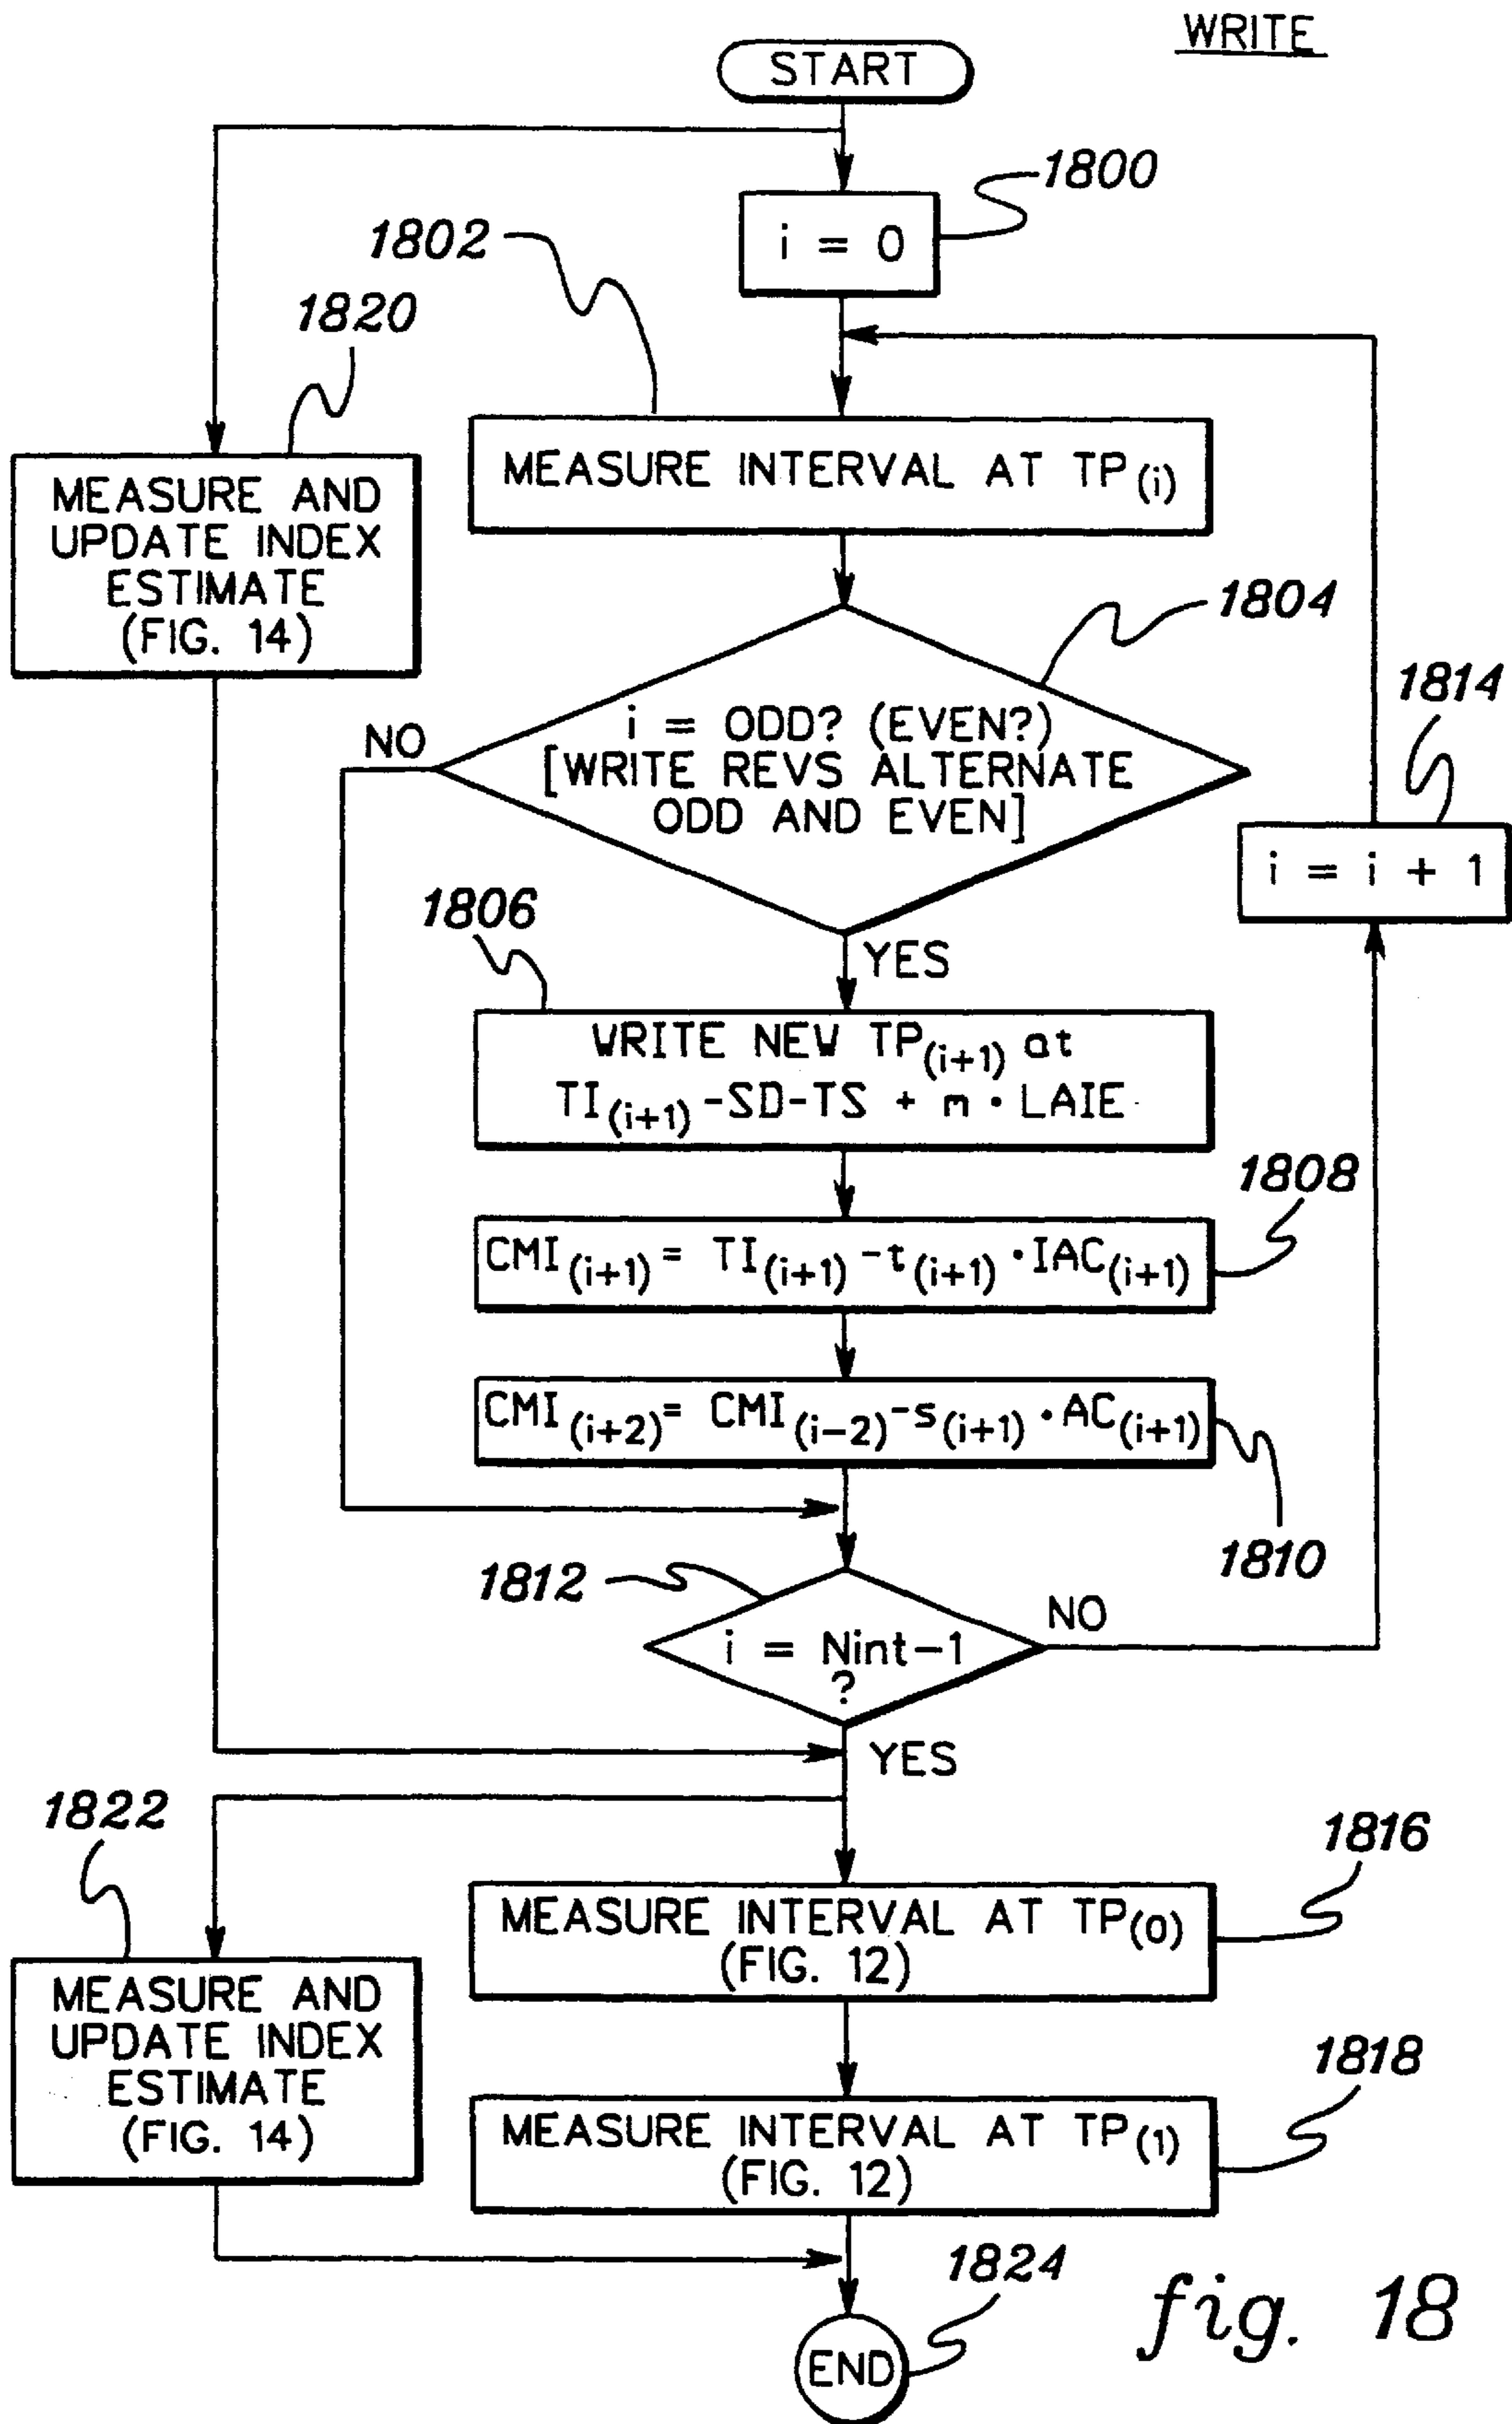 WRITE
START
1800
i = 0
1802
1820
MEASURE INTERVAL AT TP(i)
MEASURE AND
UPDATE INDEX
ESTIMATE
(FIG. 14)
1804
1814
NO
i = ODD? (EVEN?)
[WRITE REVS ALTERNATE
ODD AND EVEN]
i = i + 1
1806
YES
WRITE NEW TP(i+1) at
TI(i+1) -SD-TS + m · LAIE
1808
CMI(i+1) = TI(i+1) -t(i+1) · IAC(i+1)
CMI(i+2) = CMI(i-2) -s(i+1) · AC(i+1)
1810
1812
NO
i = Nint-1
?
YES
1822
1816
MEASURE INTERVAL AT TP(0)
(FIG. 12)
MEASURE AND
UPDATE INDEX
ESTIMATE
(FIG. 14)
1818
MEASURE INTERVAL AT TP(1)
(FIG. 12)
1824
END
fig. 18